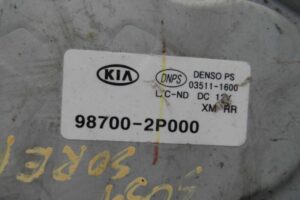 KIA
DNPS
DENSO PS
03511-1600
L/C-ND DC 12V
XM RR
98700-2P000
SORE